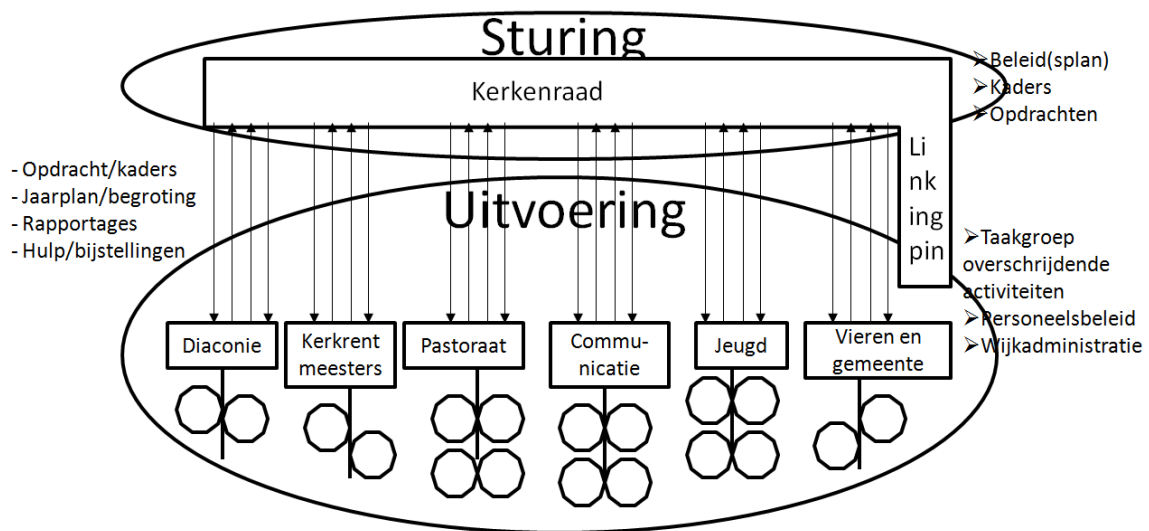 Sturing
Kerkenraad
➢Beleid(splan)
➢Kaders
➢Opdrachten
- Opdracht/kaders
- Jaarplan/begroting
- Rapportages
- Hulp/bijstellingen
Uitvoering
Li
nk
ing
pin
➢Taakgroep
overschrijdende
activiteiten
➢Personeelsbeleid
➢Wijkadministratie
Diaconie
Kerkrent
meesters
Pastoraat
Commu-
nicatie
Jeugd
Vieren en
gemeente